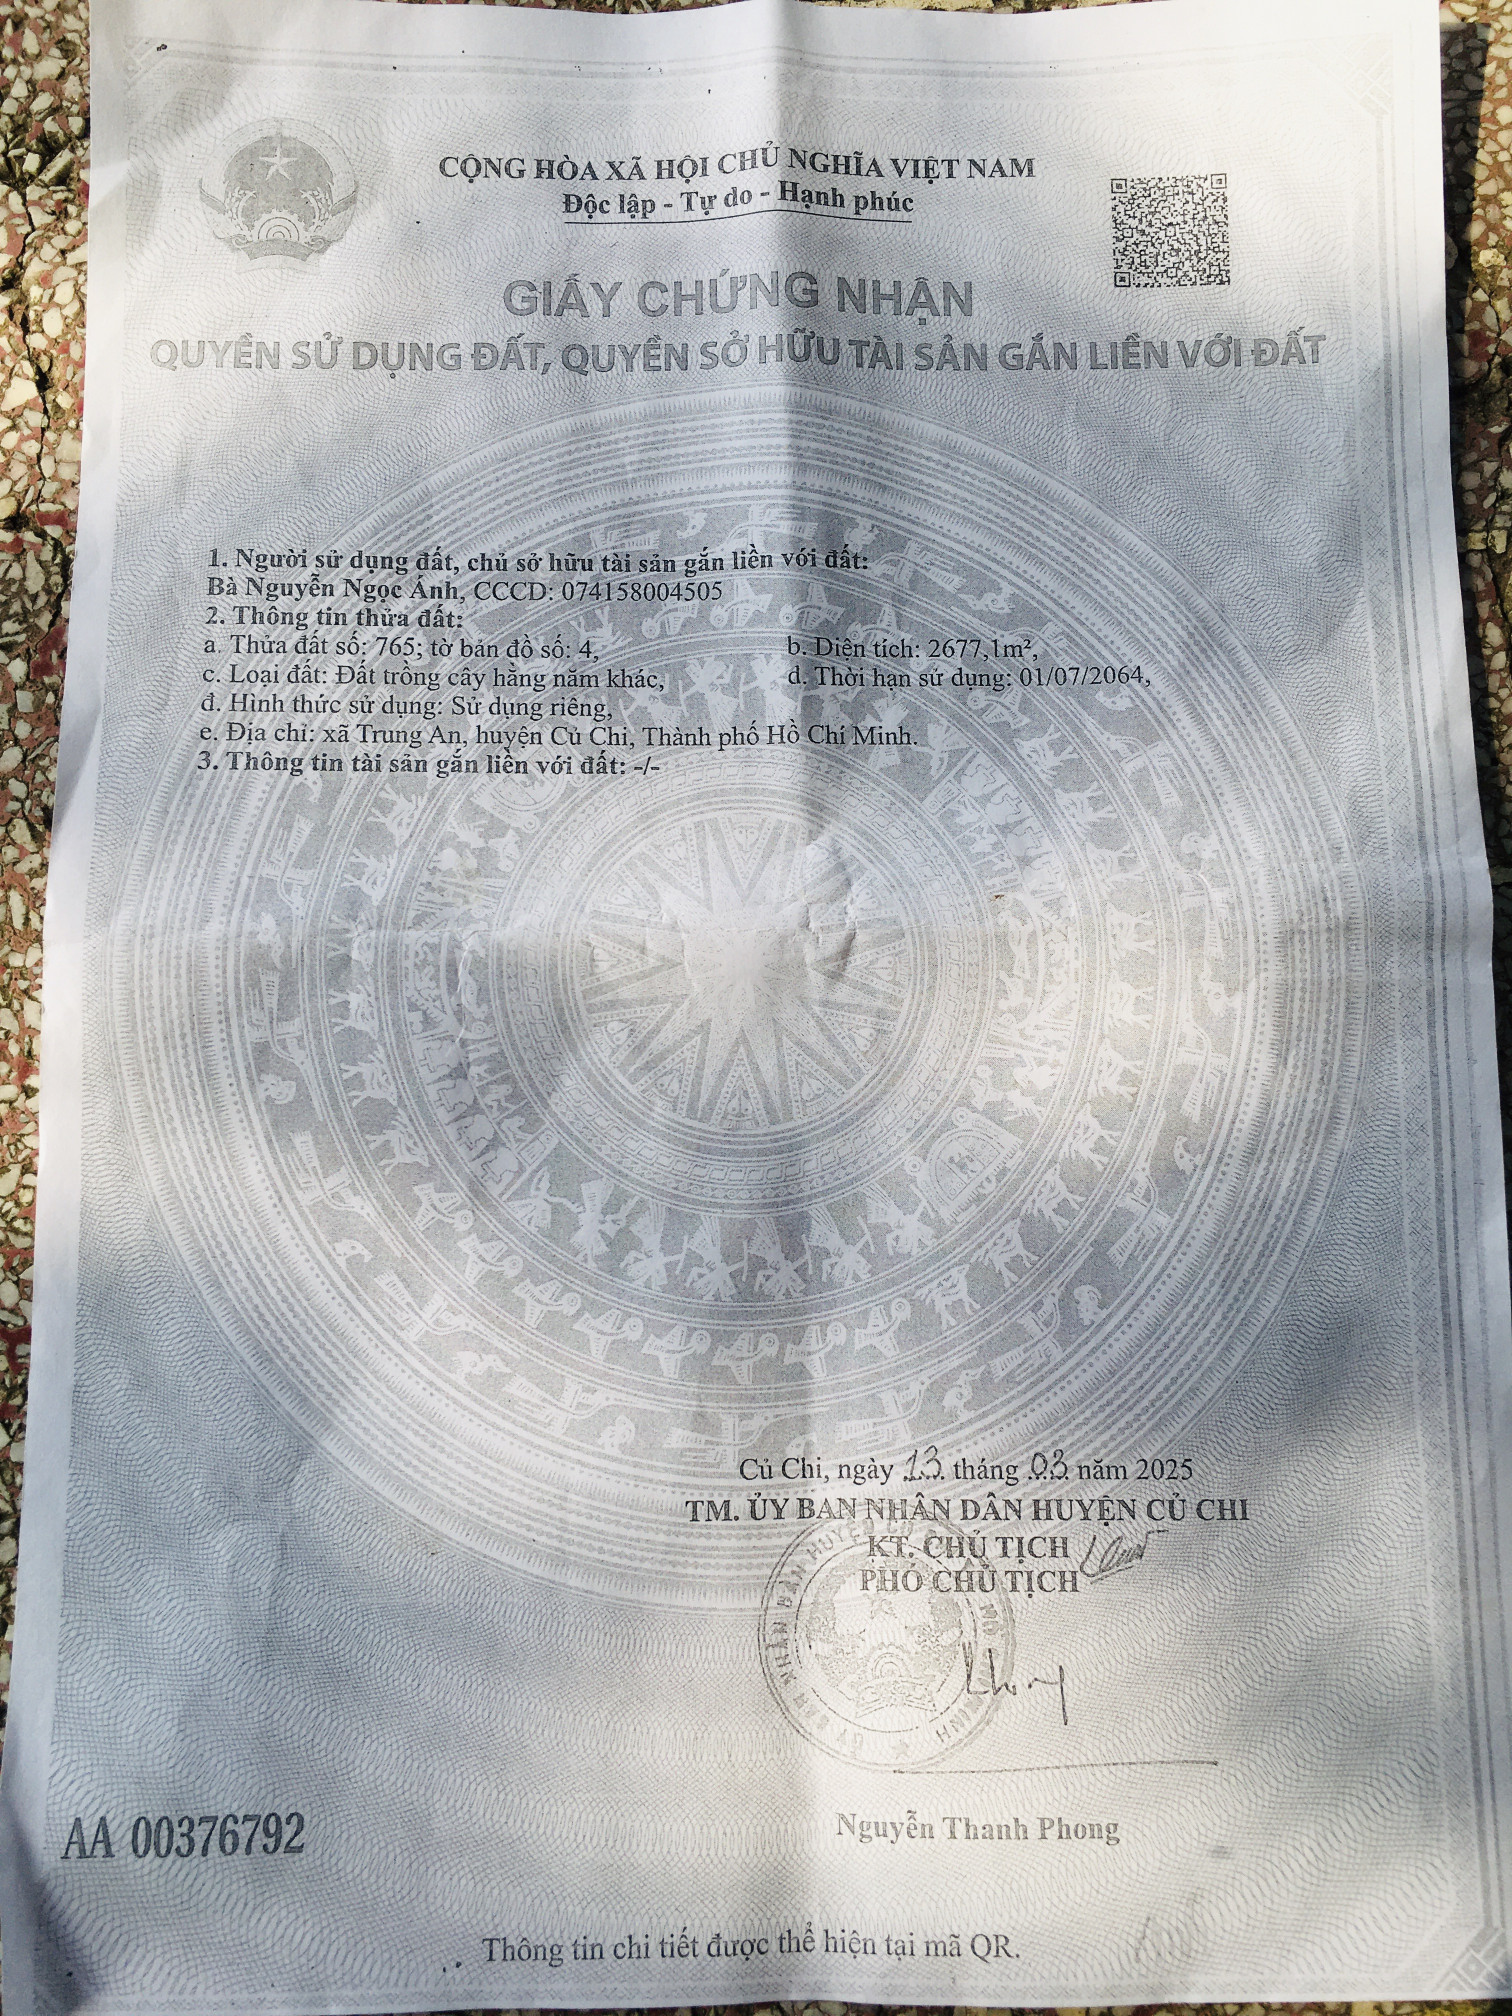 CỘNG HÒA XÃ HỘI CHỦ NGHĨA VIỆT NAM
Độc lập - Tự do - Hạnh phúc
GIẤY CHỨNG NHẬN
QUYỀN SỬ DỤNG ĐẤT, QUYỀN SỞ HỮU TÀI SẢN GẮN LIỀN VỚI ĐẤT
1. Người sử dụng đất, chủ sở hữu tài sản gắn liền với đất:
Bà Nguyễn Ngọc Ánh, CCCD: 074158004505
2. Thông tin thửa đất:
a. Thửa đất số: 765; tờ bản đồ số: 4, b. Diện tích: 2677,1m²,
c. Loại đất: Đất trồng cây hằng năm khác, d. Thời hạn sử dụng: 01/07/2064,
đ. Hình thức sử dụng: Sử dụng riêng,
e. Địa chỉ: xã Trung An, huyện Củ Chi, Thành phố Hồ Chí Minh.
3. Thông tin tài sản gắn liền với đất: -/-
Củ Chi, ngày 13 tháng 03 năm 2025
TM. ỦY BAN NHÂN DÂN HUYỆN CỦ CHI
KT. CHỦ TỊCH
PHÓ CHỦ TỊCH
Nguyễn Thanh Phong
AA 00376792
Thông tin chi tiết được thể hiện tại mã QR.